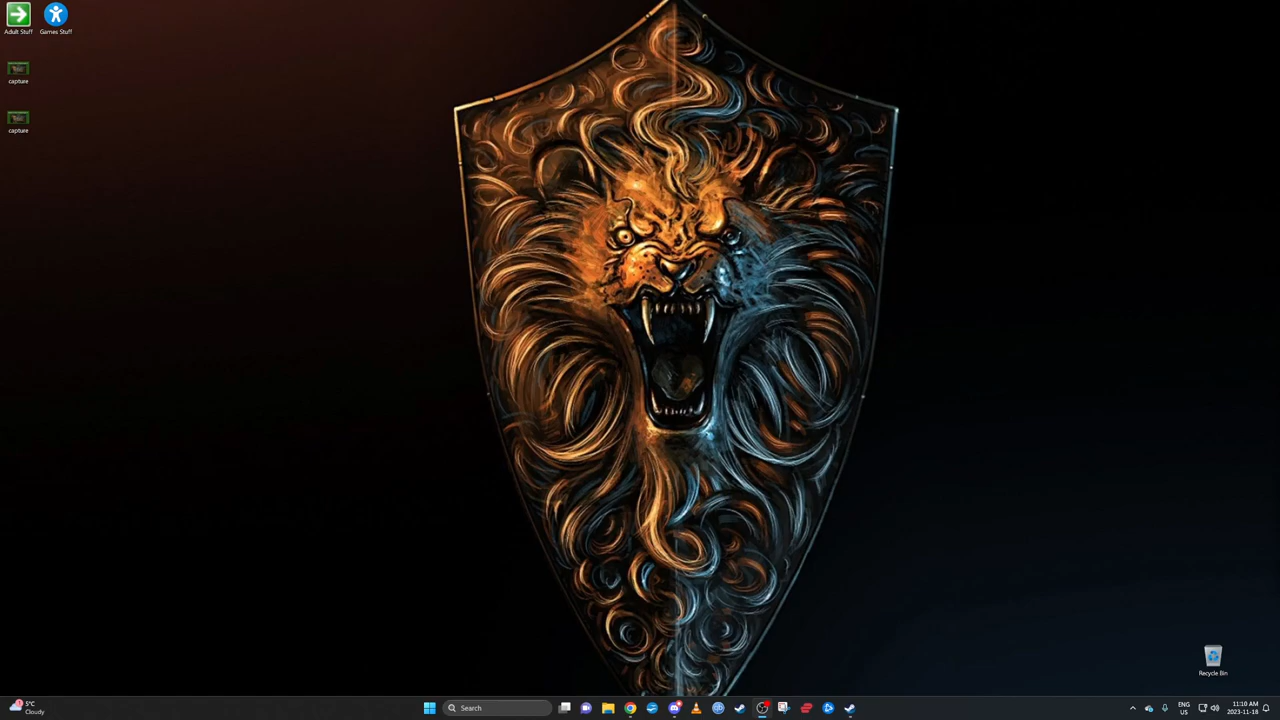 Adult Stuff
Games Stuff
capture
capture
Recycle Bin
1
5°C
Cloudy
Search
ENG
US
11:10 AM
2023-11-18